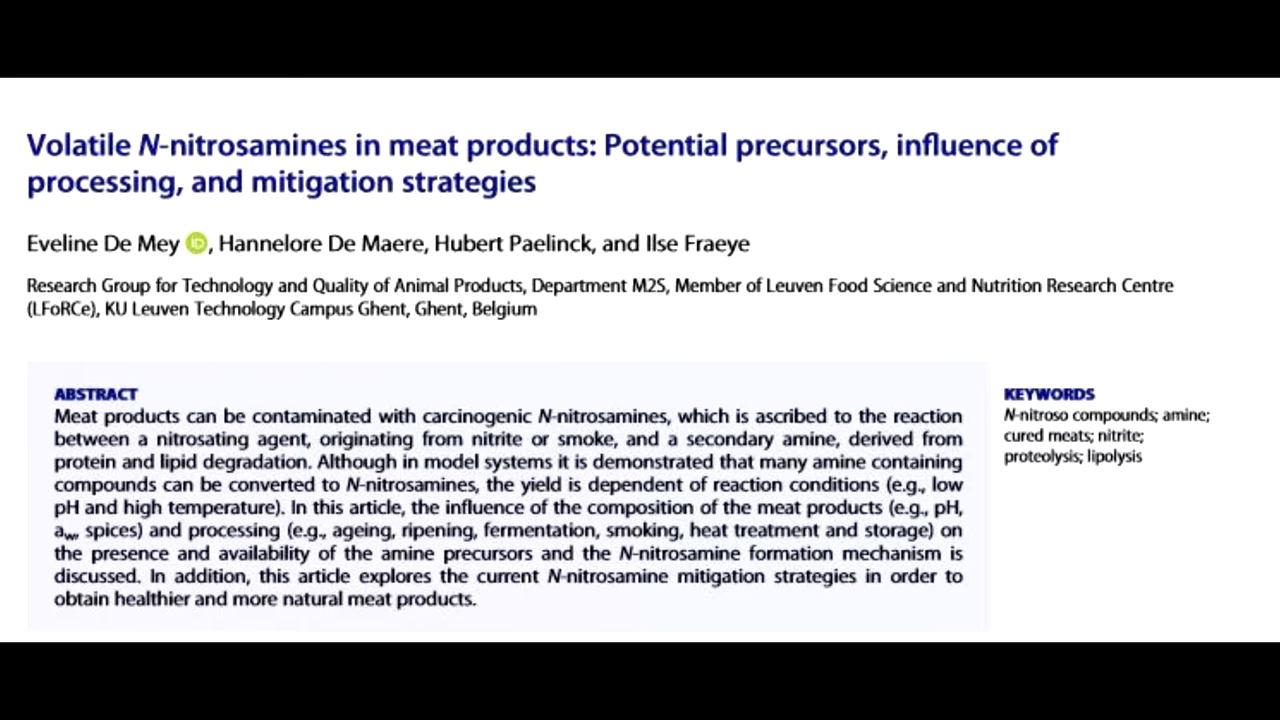 Volatile N-nitrosamines in meat products: Potential precursors, influence of
processing, and mitigation strategies
Eveline De Mey iD, Hannelore De Maere, Hubert Paelinck, and Ilse Fraeye
Research Group for Technology and Quality of Animal Products, Department M2S, Member of Leuven Food Science and Nutrition Research Centre
(LFoRCe), KU Leuven Technology Campus Ghent, Ghent, Belgium
ABSTRACT
Meat products can be contaminated with carcinogenic N-nitrosamines, which is ascribed to the reaction
between a nitrosating agent, originating from nitrite or smoke, and a secondary amine, derived from
protein and lipid degradation. Although in model systems it is demonstrated that many amine containing
compounds can be converted to N-nitrosamines, the yield is dependent of reaction conditions (e.g., low
pH and high temperature). In this article, the influence of the composition of the meat products (e.g., pH,
aw, spices) and processing (e.g., ageing, ripening, fermentation, smoking, heat treatment and storage) on
the presence and availability of the amine precursors and the N-nitrosamine formation mechanism is
discussed. In addition, this article explores the current N-nitrosamine mitigation strategies in order to
obtain healthier and more natural meat products.
KEYWORDS
N-nitroso compounds; amine;
cured meats; nitrite;
proteolysis; lipolysis